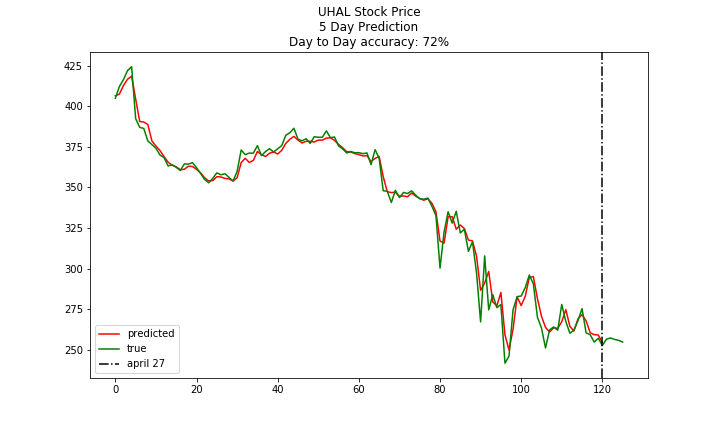 UHAL Stock Price
5 Day Prediction
Day to Day accuracy: 72%
425
400
375
350
325
300
275
250
predicted
true
april 27
0
20
40
60
80
100
120